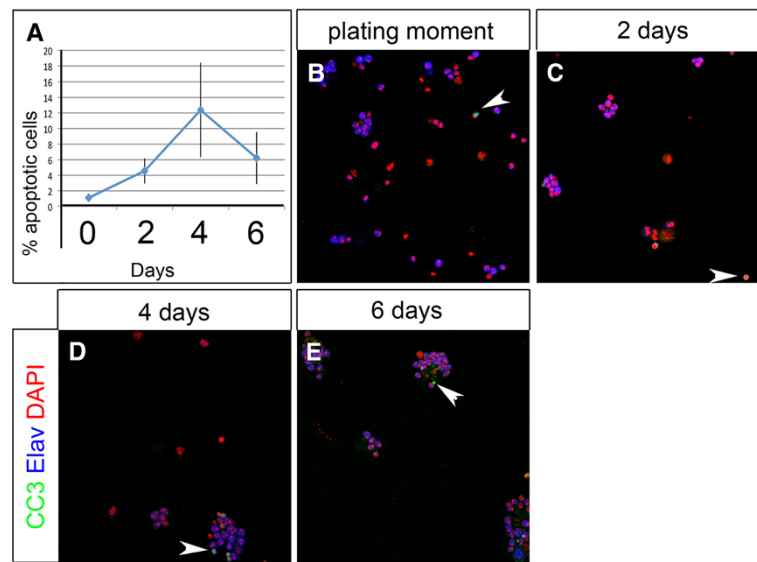 A
% apoptotic cells
20
18
16
14
12
10
8
6
4
2
0
0 2 4 6
Days
plating moment
B
2 days
C
4 days
D
6 days
E
CC3 Elav DAPI